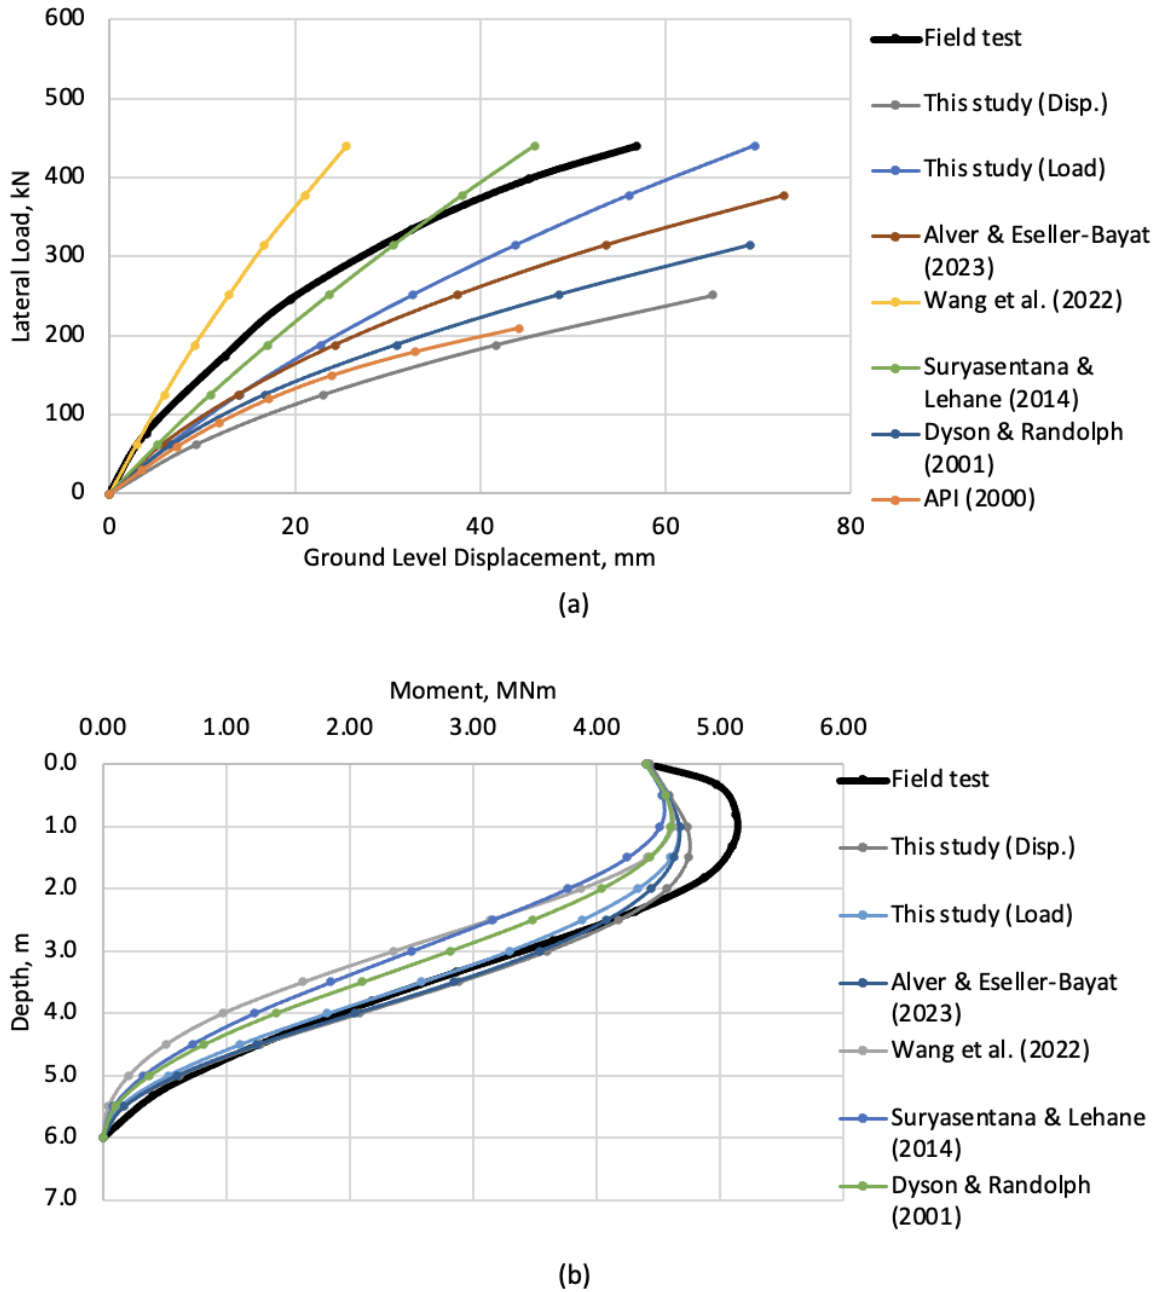 600
500
400
300
200
100
0
Lateral Load, kN
0 20 40 60 80
Ground Level Displacement, mm
Field test
This study (Disp.)
This study (Load)
Alver & Eseller-Bayat
(2023)
Wang et al. (2022)
Suryasentana &
Lehane (2014)
Dyson & Randolph
(2001)
API (2000)
(a)
Moment, MNm
0.00 1.00 2.00 3.00 4.00 5.00 6.00
0.0
1.0
2.0
3.0
4.0
5.0
6.0
7.0
Depth, m
Field test
This study (Disp.)
This study (Load)
Alver & Eseller-Bayat
(2023)
Wang et al. (2022)
Suryasentana & Lehane
(2014)
Dyson & Randolph
(2001)
(b)